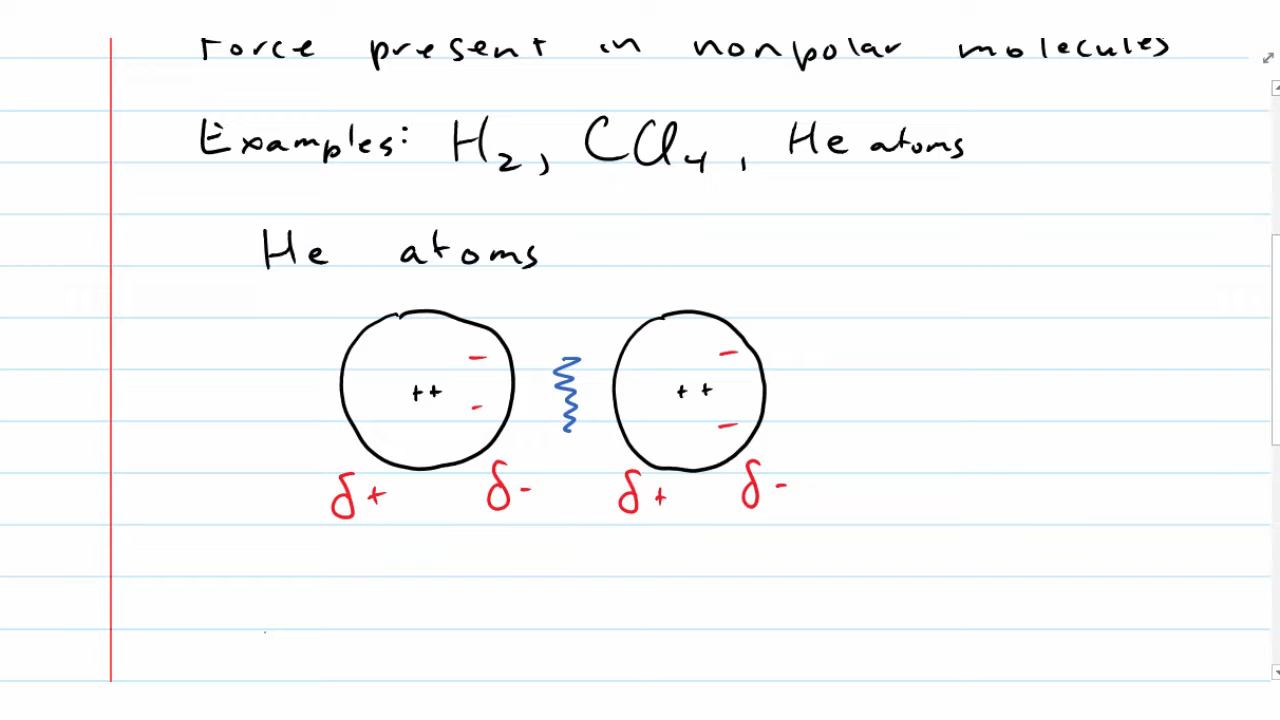 Force present in nonpolar molecules
Examples: H₂, CCl₄, He atoms
He atoms
++ - - ++ - -
δ+ δ- δ+ δ-